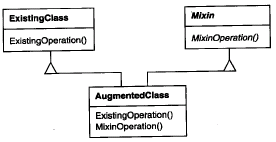 ExistingClass
ExistingOperation()
Mixin
MixinOperation()
AugmentedClass
ExistingOperation()
MixinOperation()